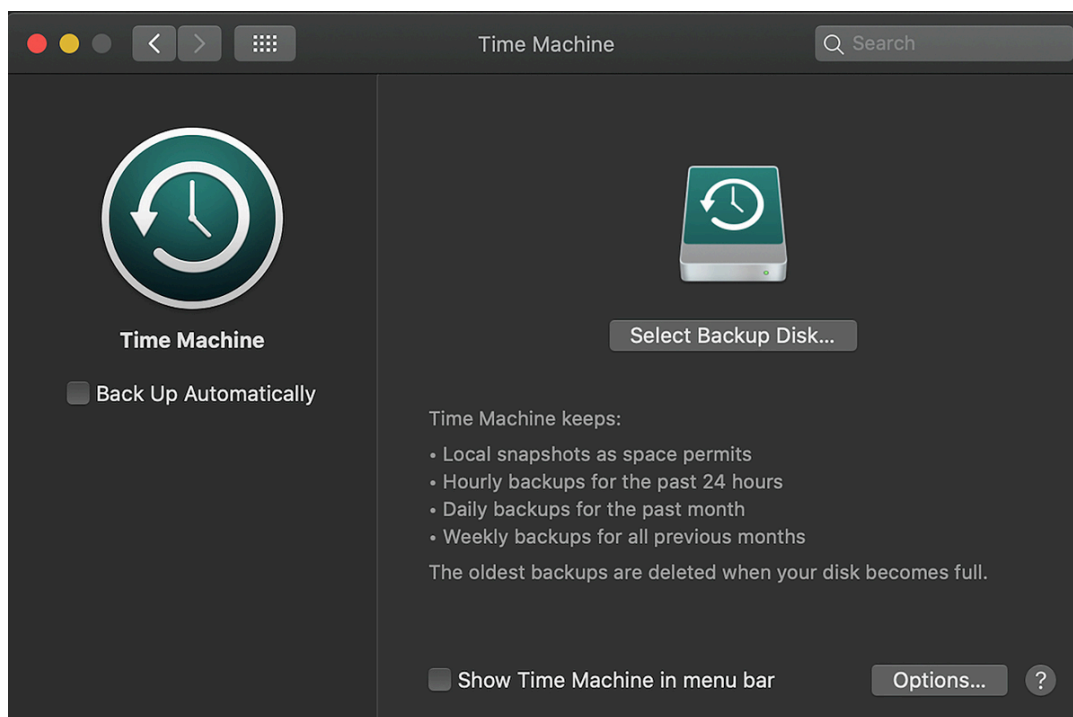 Time Machine
Search
Time Machine
Back Up Automatically
Select Backup Disk...
Time Machine keeps:
• Local snapshots as space permits
• Hourly backups for the past 24 hours
• Daily backups for the past month
• Weekly backups for all previous months
The oldest backups are deleted when your disk becomes full.
Show Time Machine in menu bar
Options...
?